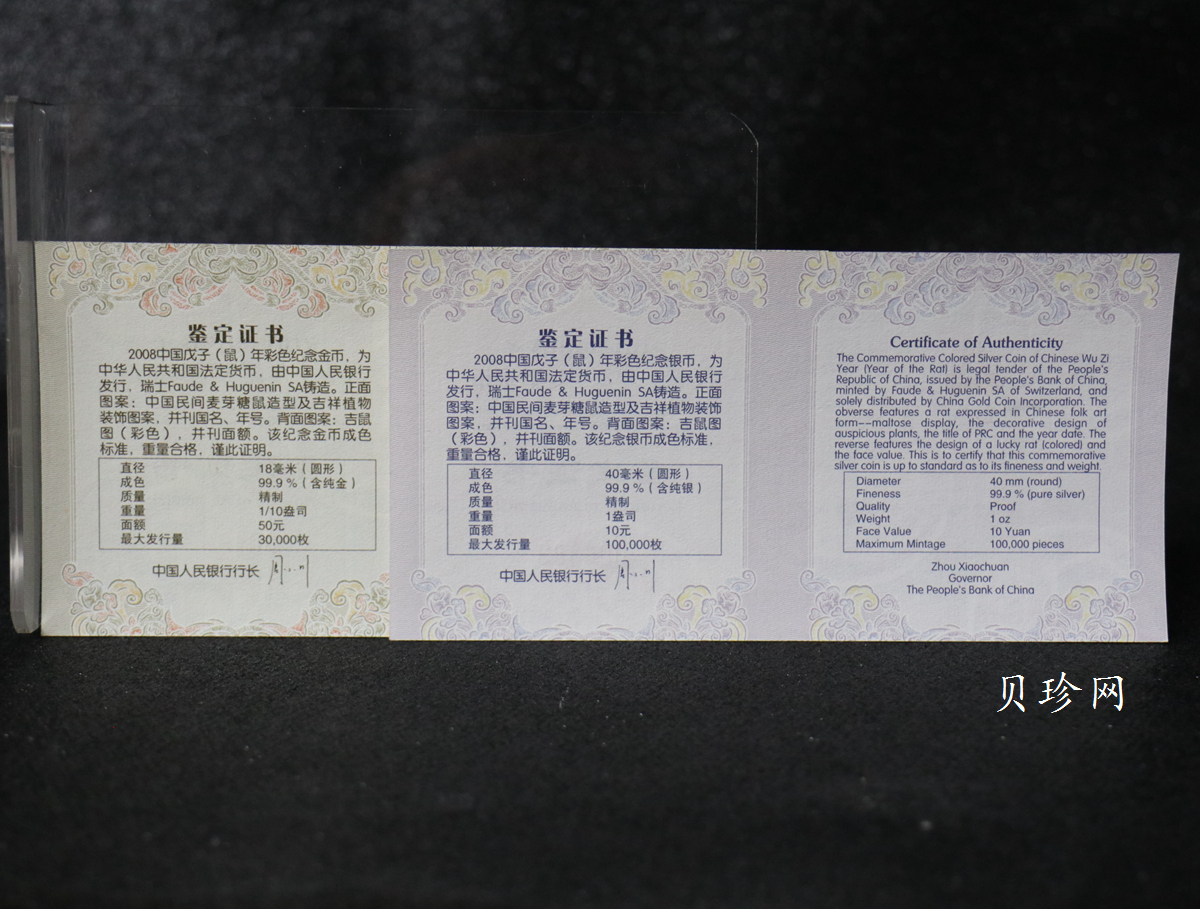 鉴定证书
2008中国戊子（鼠）年彩色纪念金币，为
中华人民共和国法定货币，由中国人民银行
发行，瑞士Faude & Huguenin SA铸造。正面
图案：中国民间麦芽糖鼠造型及吉祥植物
装饰图案，并刊国名、年号。背面图案：吉鼠
图（彩色），并刊面额。该纪念金币成色
标准，重量合格，谨此证明。
直径 18毫米（圆形）
成色 99.9％（含纯金）
质量 精制
重量 1/10盎司
面额 50元
最大发行量 30,000枚
中国人民银行行长
鉴定证书
2008中国戊子（鼠）年彩色纪念银币，为
中华人民共和国法定货币，由中国人民银行
发行，瑞士Faude & Huguenin SA铸造。正面
图案：中国民间麦芽糖鼠造型及吉祥植物装饰
图案，并刊国名、年号。背面图案：吉鼠图
（彩色），并刊面额。该纪念银币成色标准，
重量合格，谨此证明。
直径 40毫米（圆形）
成色 99.9％（含纯银）
质量 精制
重量 1盎司
面额 10元
最大发行量 100,000枚
中国人民银行行长
Certificate of Authenticity
The Commemorative Colored Silver Coin of Chinese Wu Zi
Year (Year of the Rat) is legal tender of the People's
Republic of China, issued by the People's Bank of China,
minted by Faude & Huguenin SA of Switzerland, and
solely distributed by China Gold Coin Incorparation. The
obverse features a rat expressed in Chinese folk art
form--maltose display, the decorative design of
auspicious plants, the title of PRC and the year date. The
reverse features the design of a lucky rat (colored) and
the face value. This is to certify that this commemorative
silver coin is up to standard as to its fineness and weight.
Diameter 40 mm (round)
Fineness 99.9 % (pure silver)
Quality Proof
Weight 1 oz
Face Value 10 Yuan
Maximum Mintage 100,000 pieces
Zhou Xiaochuan
Governor
The People's Bank of China
贝珍网